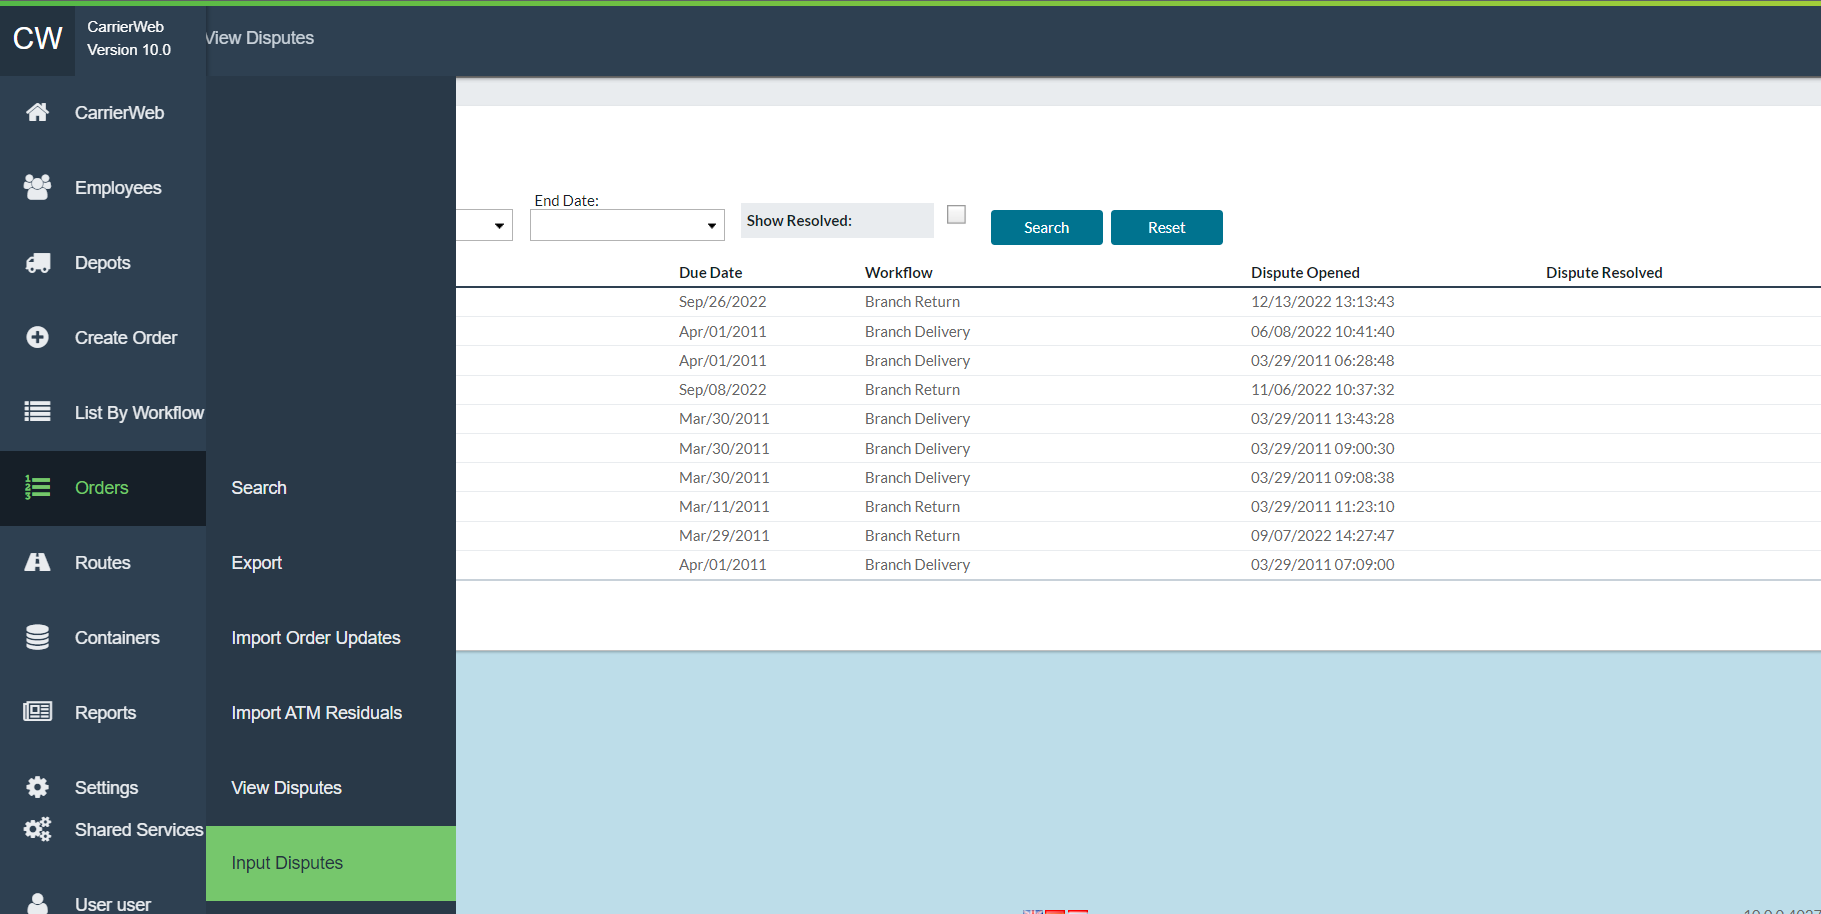 CW
CarrierWeb
Version 10.0
View Disputes
CarrierWeb
Employees
Depots
Create Order
List By Workflow
Orders
Routes
Containers
Reports
Settings
Shared Services
User user
Search
Export
Import Order Updates
Import ATM Residuals
View Disputes
Input Disputes
End Date:
Show Resolved:
Search
Reset
Due Date Workflow Dispute Opened Dispute Resolved
Sep/26/2022 Branch Return 12/13/2022 13:13:43
Apr/01/2011 Branch Delivery 06/08/2022 10:41:40
Apr/01/2011 Branch Delivery 03/29/2011 06:28:48
Sep/08/2022 Branch Return 11/06/2022 10:37:32
Mar/30/2011 Branch Delivery 03/29/2011 13:43:28
Mar/30/2011 Branch Delivery 03/29/2011 09:00:30
Mar/30/2011 Branch Delivery 03/29/2011 09:08:38
Mar/11/2011 Branch Return 03/29/2011 11:23:10
Mar/29/2011 Branch Return 09/07/2022 14:27:47
Apr/01/2011 Branch Delivery 03/29/2011 07:09:00